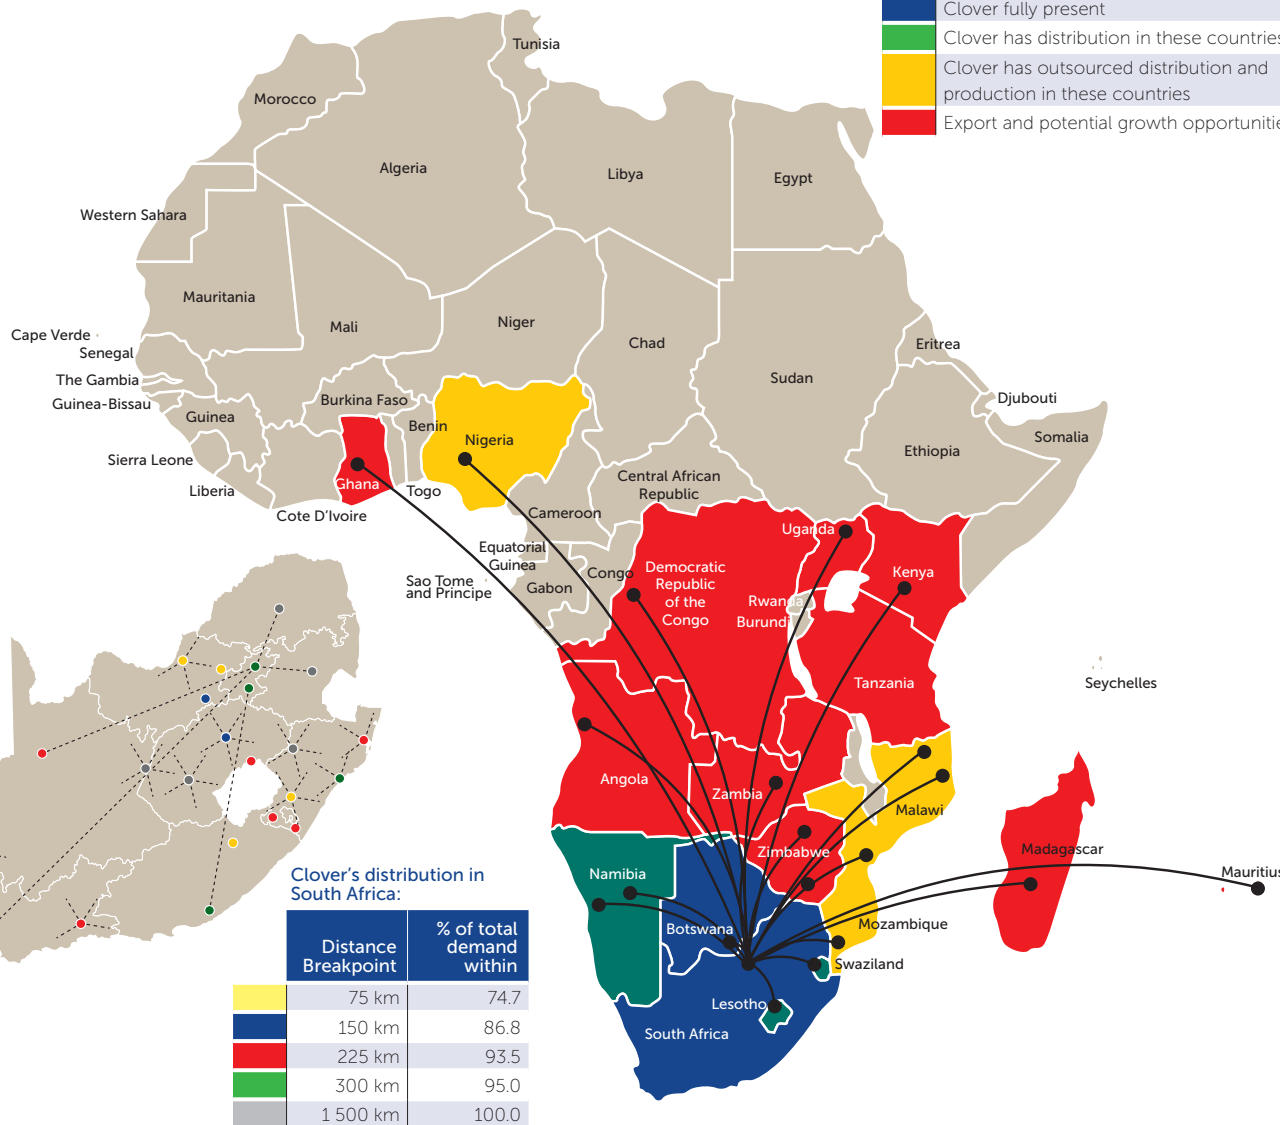 Clover fully present
Clover has distribution in these countries
Clover has outsourced distribution and
production in these countries
Export and potential growth opportunitie
Tunisia
Morocco
Algeria
Libya
Egypt
Western Sahara
Mauritania
Mali
Niger
Chad
Sudan
Eritrea
Cape Verde
Senegal
The Gambia
Guinea-Bissau
Guinea
Burkina Faso
Benin
Nigeria
Djubouti
Somalia
Ethiopia
Sierra Leone
Liberia
Ghana
Togo
Cote D'Ivoire
Central African
Republic
Cameroon
Equatorial
Guinea
Sao Tome
and Principe
Gabon
Congo
Democratic
Republic
of the
Congo
Uganda
Kenya
Rwanda
Burundi
Tanzania
Seychelles
Angola
Zambia
Malawi
Zimbabwe
Madagascar
Mauritius
Namibia
Botswana
Mozambique
Swaziland
Lesotho
South Africa
Clover's distribution in
South Africa:
Distance
Breakpoint
% of total
demand
within
75 km 74.7
150 km 86.8
225 km 93.5
300 km 95.0
1 500 km 100.0